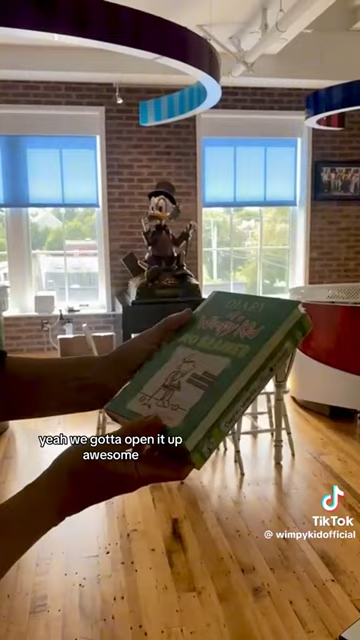 DIARY
of a
Wimpy Kid
NO BRAINER
yeah we gotta open it up
awesome
TikTok
@ wimpykidofficial